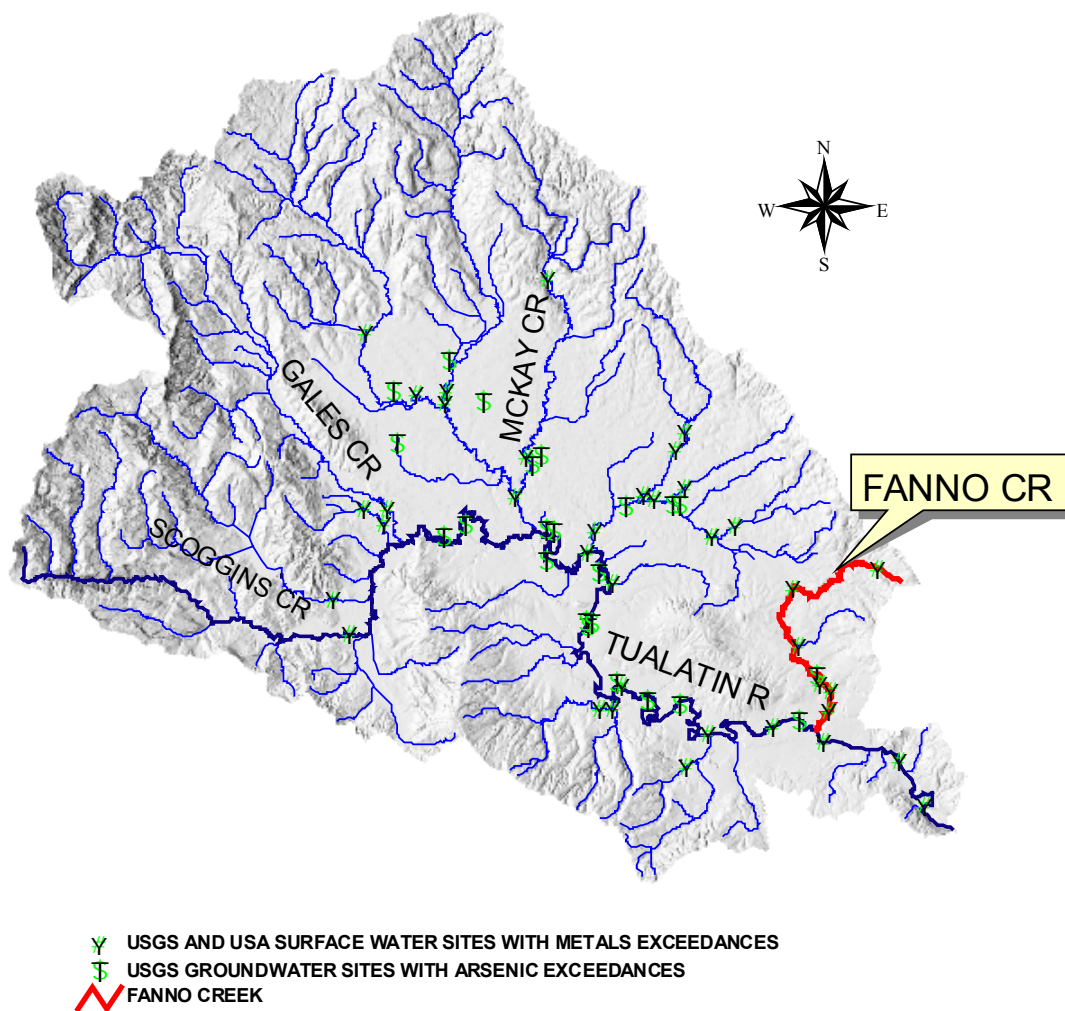 N
W
E
S
FANNO CR
MCKAY CR
GALES CR
SCOGGINS CR
TUALATIN R
USGS AND USA SURFACE WATER SITES WITH METALS EXCEEDANCES
USGS GROUNDWATER SITES WITH ARSENIC EXCEEDANCES
FANNO CREEK